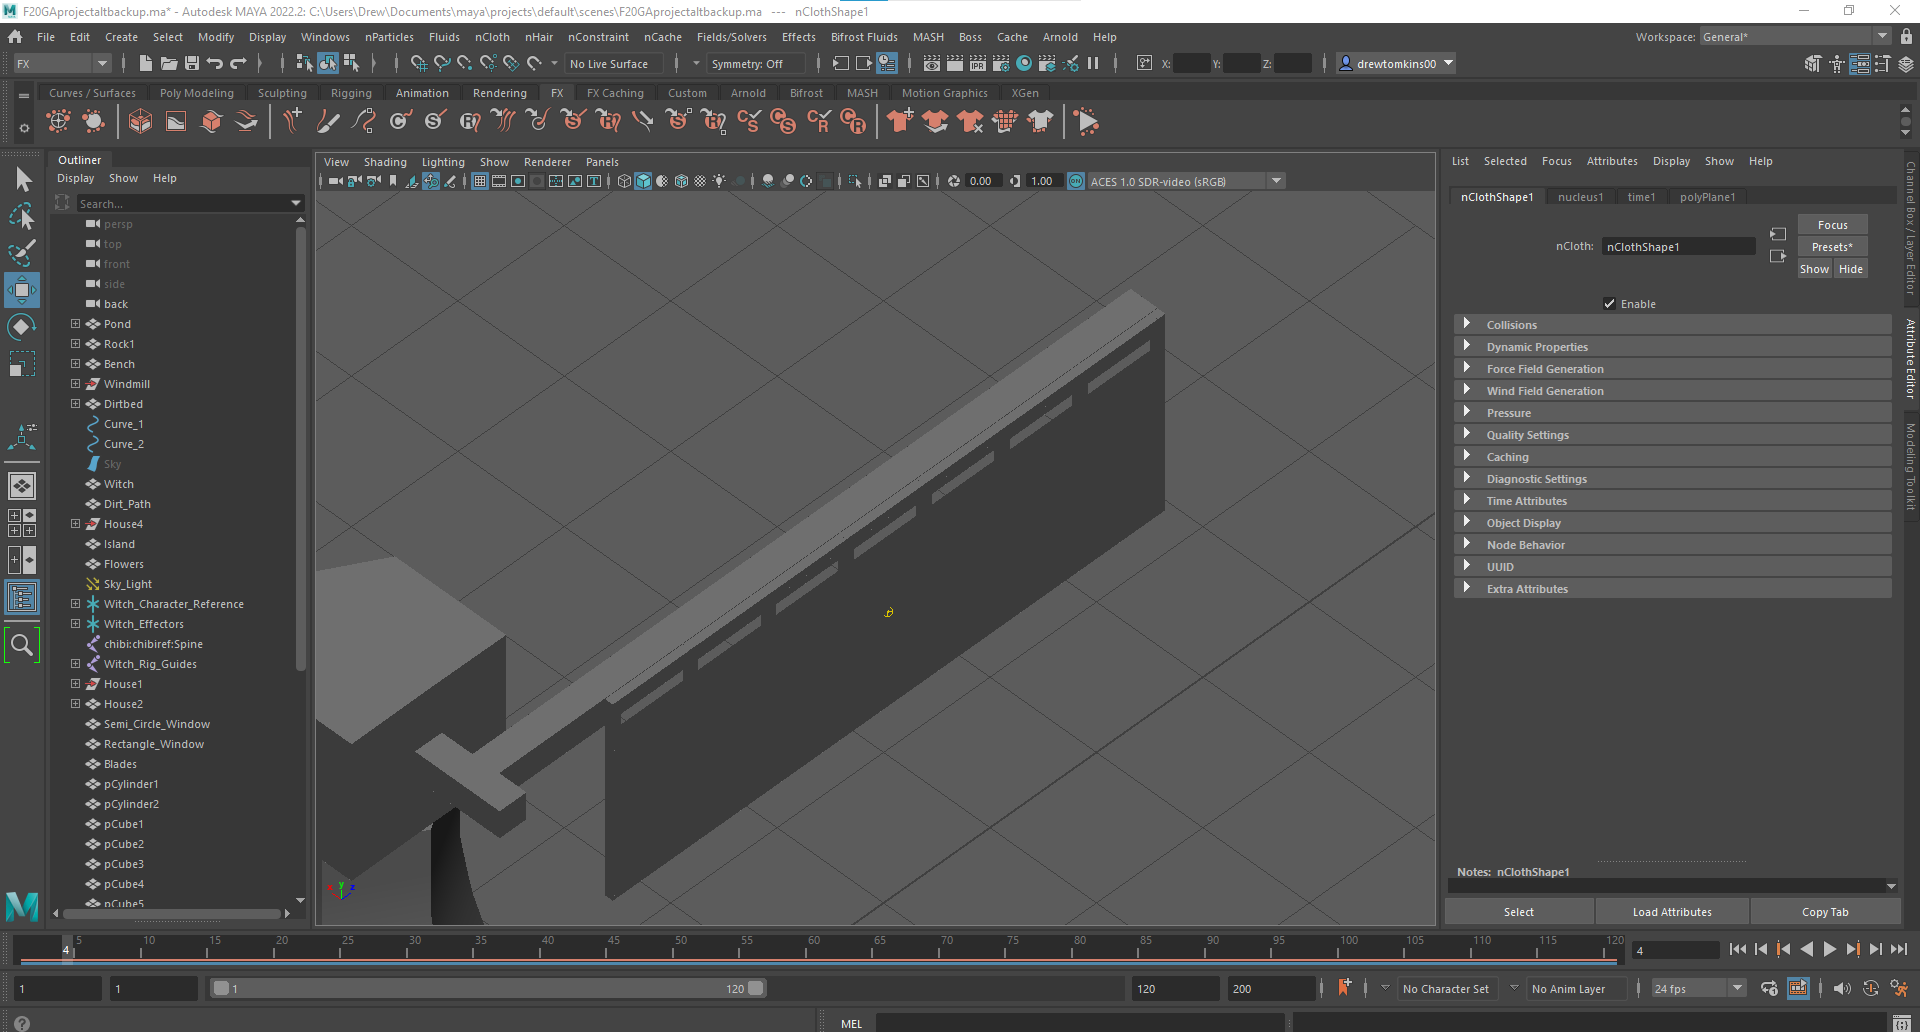 F20GAprojectaltbackup.ma* - Autodesk MAYA 2022.2: C:\Users\Drew\Documents\maya\projects\default\scenes\F20GAprojectaltbackup.ma   ---   nClothShape1
File Edit Create Select Modify Display Windows nParticles Fluids nCloth nHair nConstraint nCache Fields/Solvers Effects Bifrost Fluids MASH Boss Cache Arnold Help Workspace: General*
FX No Live Surface Symmetry: Off X: Y: Z: drewtomkins00
Curves / Surfaces Poly Modeling Sculpting Rigging Animation Rendering FX FX Caching Custom Arnold Bifrost MASH Motion Graphics XGen
Outliner
Display Show Help
Search...
persp
top
front
side
back
Pond
Rock1
Bench
Windmill
Dirtbed
Curve_1
Curve_2
Sky
Witch
Dirt_Path
House4
Island
Flowers
Sky_Light
Witch_Character_Reference
Witch_Effectors
chibi:chibiref:Spine
Witch_Rig_Guides
House1
House2
Semi_Circle_Window
Rectangle_Window
Blades
pCylinder1
pCylinder2
pCube1
pCube2
pCube3
pCube4
pCube5
View Shading Lighting Show Renderer Panels
0.00 1.00 ON ACES 1.0 SDR-video (sRGB)
y
x z
List Selected Focus Attributes Display Show Help
nClothShape1 nucleus1 time1 polyPlane1
Focus
nCloth: nClothShape1 Presets*
Show Hide
Enable
Collisions
Dynamic Properties
Force Field Generation
Wind Field Generation
Pressure
Quality Settings
Caching
Diagnostic Settings
Time Attributes
Object Display
Node Behavior
UUID
Extra Attributes
Notes: nClothShape1
Select Load Attributes Copy Tab
Channel Box / Layer Editor
Attribute Editor
Modeling Toolkit
4 5 10 15 20 25 30 35 40 45 50 55 60 65 70 75 80 85 90 95 100 105 110 115 120 4
1 1 1 120 120 200 No Character Set No Anim Layer 24 fps
MEL